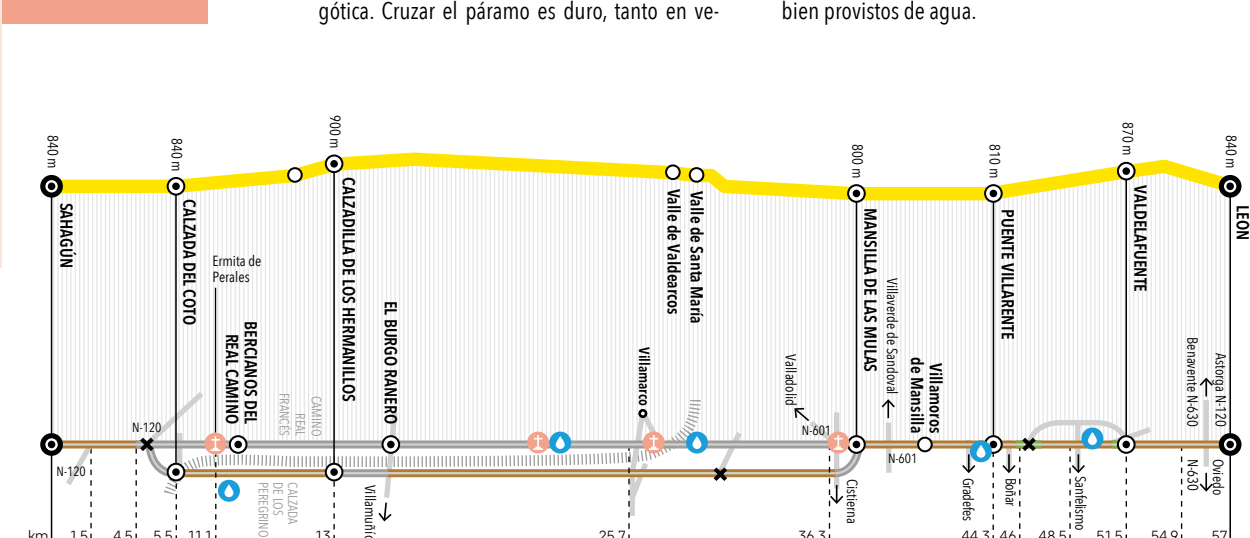 gótica. Cruzar el páramo es duro, tanto en ve-
bien provistos de agua.
840 m
840 m
900 m
800 m
810 m
870 m
840 m
SAHAGÚN
CALZADA DEL COTO
Ermita de
Perales
BERCIANOS DEL
REAL CAMINO
CALZADILLA DE LOS HERMANILLOS
EL BURGO RANERO
Valle de Valdearcos
Valle de Santa María
Villamarco
Valladolid
MANSILLA DE LAS MULAS
Villaverde de Sandoval
Villamoros
de Mansilla
PUENTE VILLARENTE
VALDELAFUENTE
Benavente N-630
Astorga N-120
LEON
N-120
N-120
CAMINO
REAL
FRANCÉS
CALZADA
DE LOS
PEREGRINO
N-601
N-601
Cistierna
Gradefes
Boñar
Sanfelismo
N-630
Oviedo
km
1.5
4.5
5.5
11.1
13
25.7
36.3
44.3
46
48.5
51.5
54.9
57